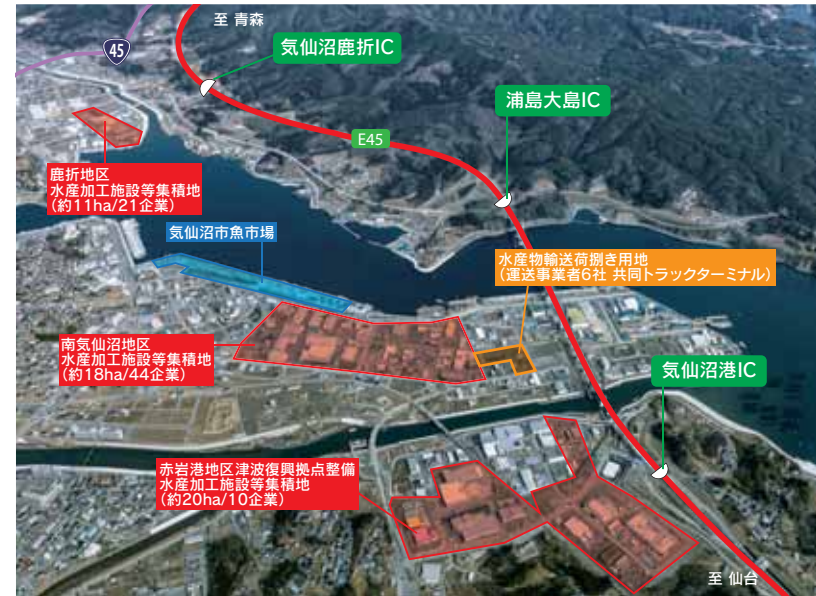 至 青森
45
気仙沼鹿折IC
浦島大島IC
E45
鹿折地区
水産加工施設等集積地
(約11ha/21企業)
気仙沼市魚市場
水産物輸送荷捌き用地
(運送事業者6社 共同トラックターミナル)
南気仙沼地区
水産加工施設等集積地
(約18ha/44企業)
気仙沼港IC
赤岩港地区津波復興拠点整備
水産加工施設等集積地
(約20ha/10企業)
至 仙台